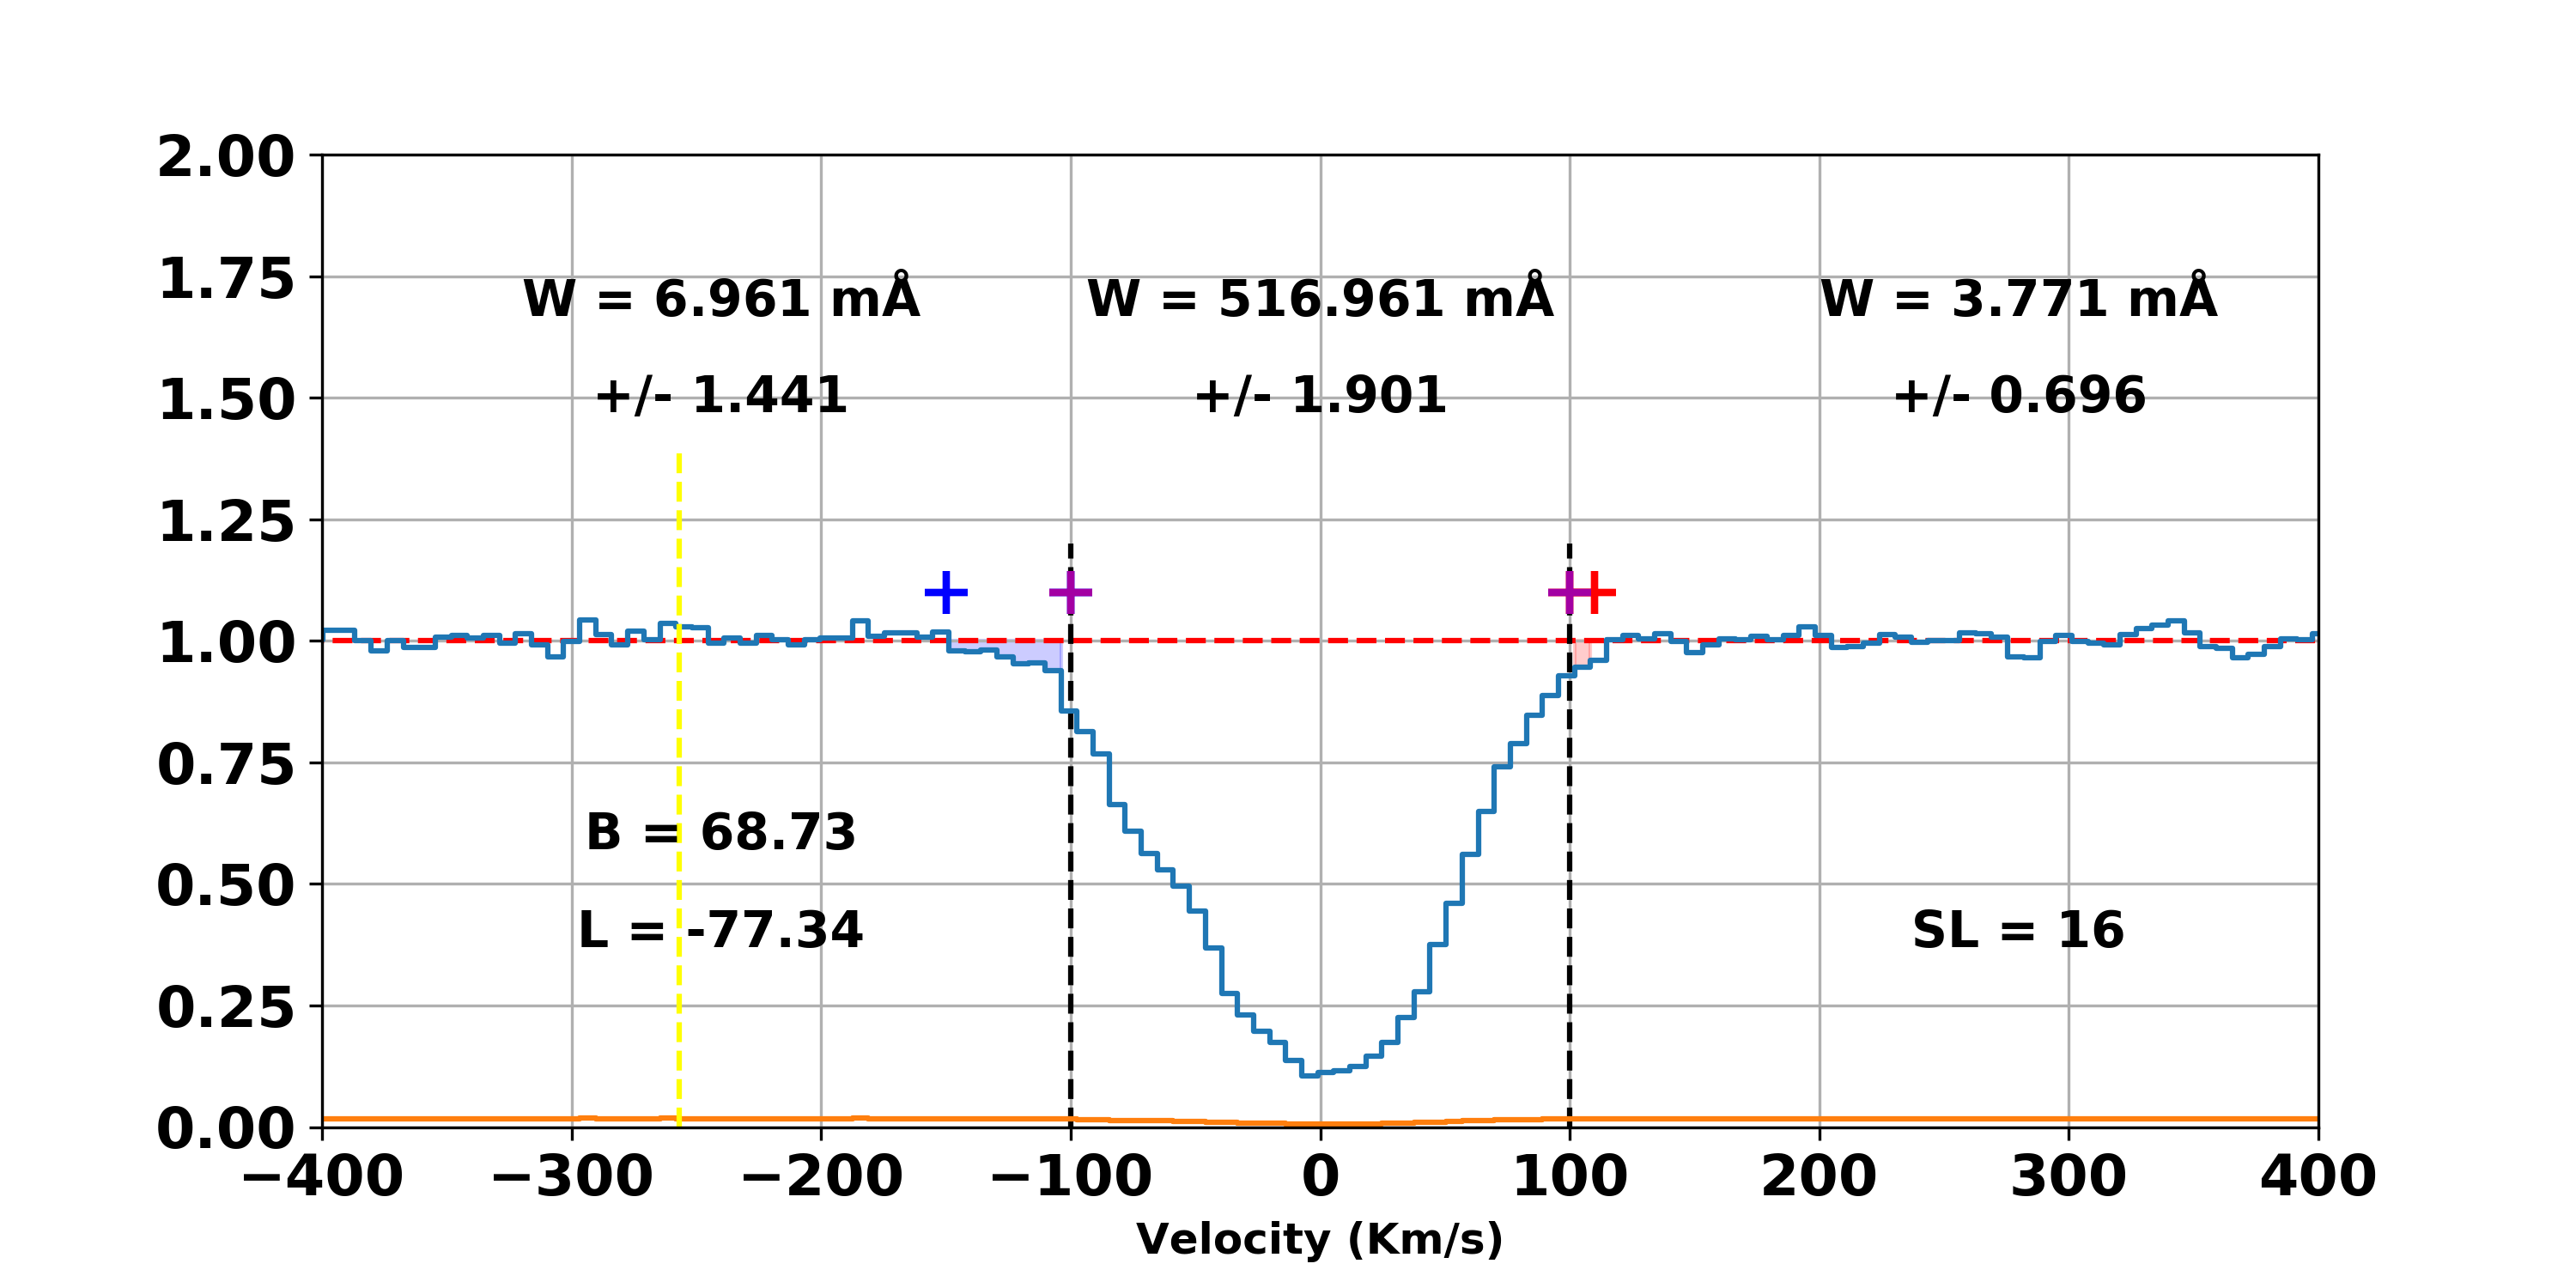 2.00
1.75
W = 6.961 mÅ
W = 516.961 mÅ
W = 3.771 mÅ
1.50
+/- 1.441
+/- 1.901
+/- 0.696
1.25
1.00
0.75
B = 68.73
0.50
L = -77.34
SL = 16
0.25
0.00
−400 −300 −200 −100 0 100 200 300 400
Velocity (Km/s)